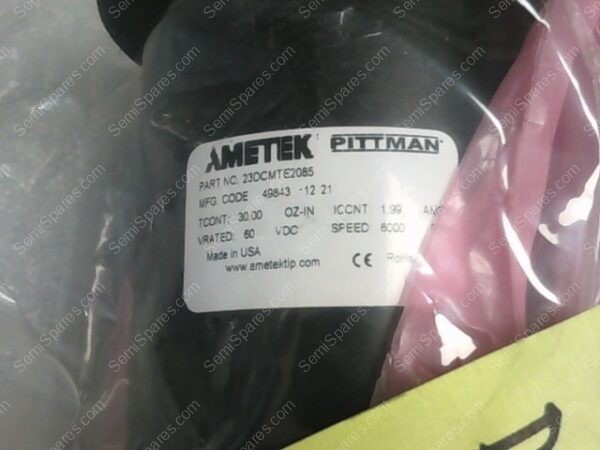 AMETEK PITTMAN
PART NO. 23DCMTE2085
MFG. CODE 49843 -12 21
TCONT: 30.00 OZ-IN ICCNT: 1.99
VRATED: 60 VDC SPEED: 6000
Made in USA
www.ametektip.com CE
SemiSpares.com